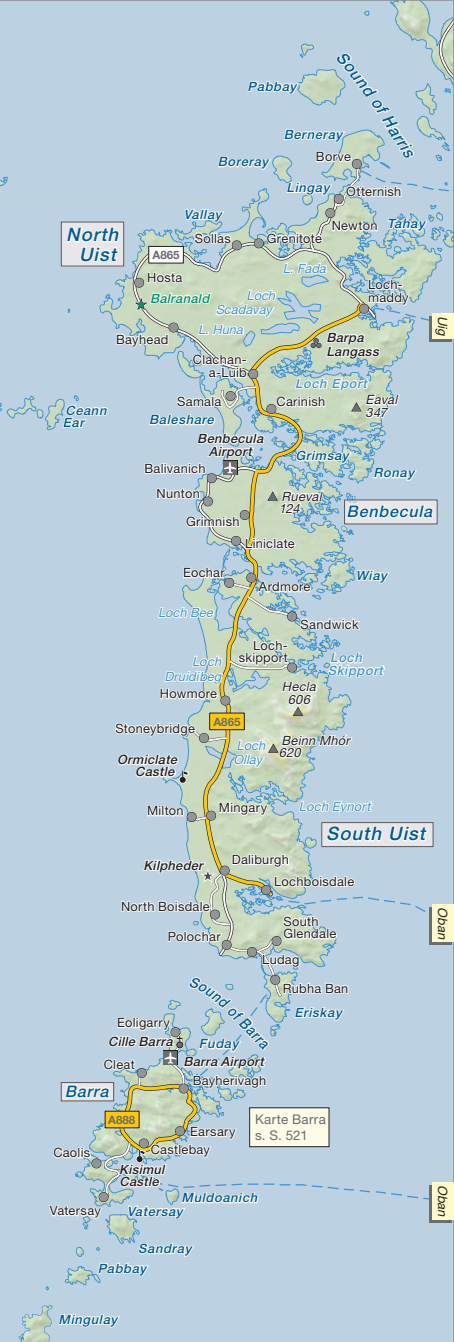 Pabbay
Sound of Harris
Berneray
Borve
Boreray
Lingay
Otternish
Vallay
Newton
Tahay
North
Uist
Sollas
Grenitote
A865
L. Fada
Hosta
Balranald
Loch
Scadavay
Loch-
maddy
Uig
L. Huna
Bayhead
Barpa
Langass
Clachan-
a-Luib
Loch Eport
Samala
Carinish
Eaval
347
Ceann
Ear
Baleshare
Benbecula
Airport
Grimsay
Balivanich
Ronay
Nunton
Rueval
124
Benbecula
Grimnish
Liniclate
Eochar
Ardmore
Wiay
Loch Bee
Sandwick
Loch-
skipport
Loch
Skipport
Loch
Druidibeg
Howmore
Hecla
606
A865
Stoneybridge
Beinn Mhór
620
Loch
Ollay
Ormiclate
Castle
Milton
Mingary
Loch Eynort
South Uist
Daliburgh
Kilpheder
Lochboisdale
North Boisdale
Oban
South
Glendale
Polochar
Ludag
Rubha Ban
Sound of Barra
Eriskay
Eoligarry
Cille Barra
Fuday
Barra Airport
Cleat
Bayherivagh
Barra
A888
Karte Barra
s. S. 521
Earsary
Castlebay
Caolis
Kisimul
Castle
Oban
Muldoanich
Vatersay
Vatersay
Sandray
Pabbay
Mingulay